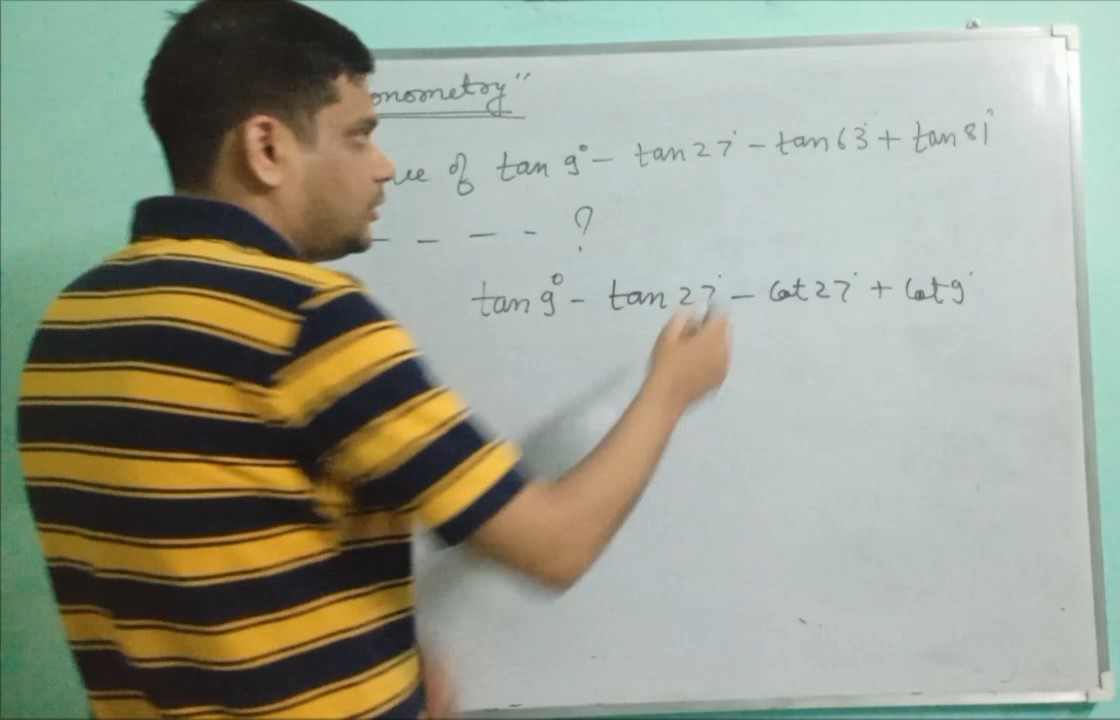 onometry"
ue of tan 9° - tan 27° - tan 63° + tan 81°
- - - - ?
tan 9° - tan 27° - cot 27° + cot 9°